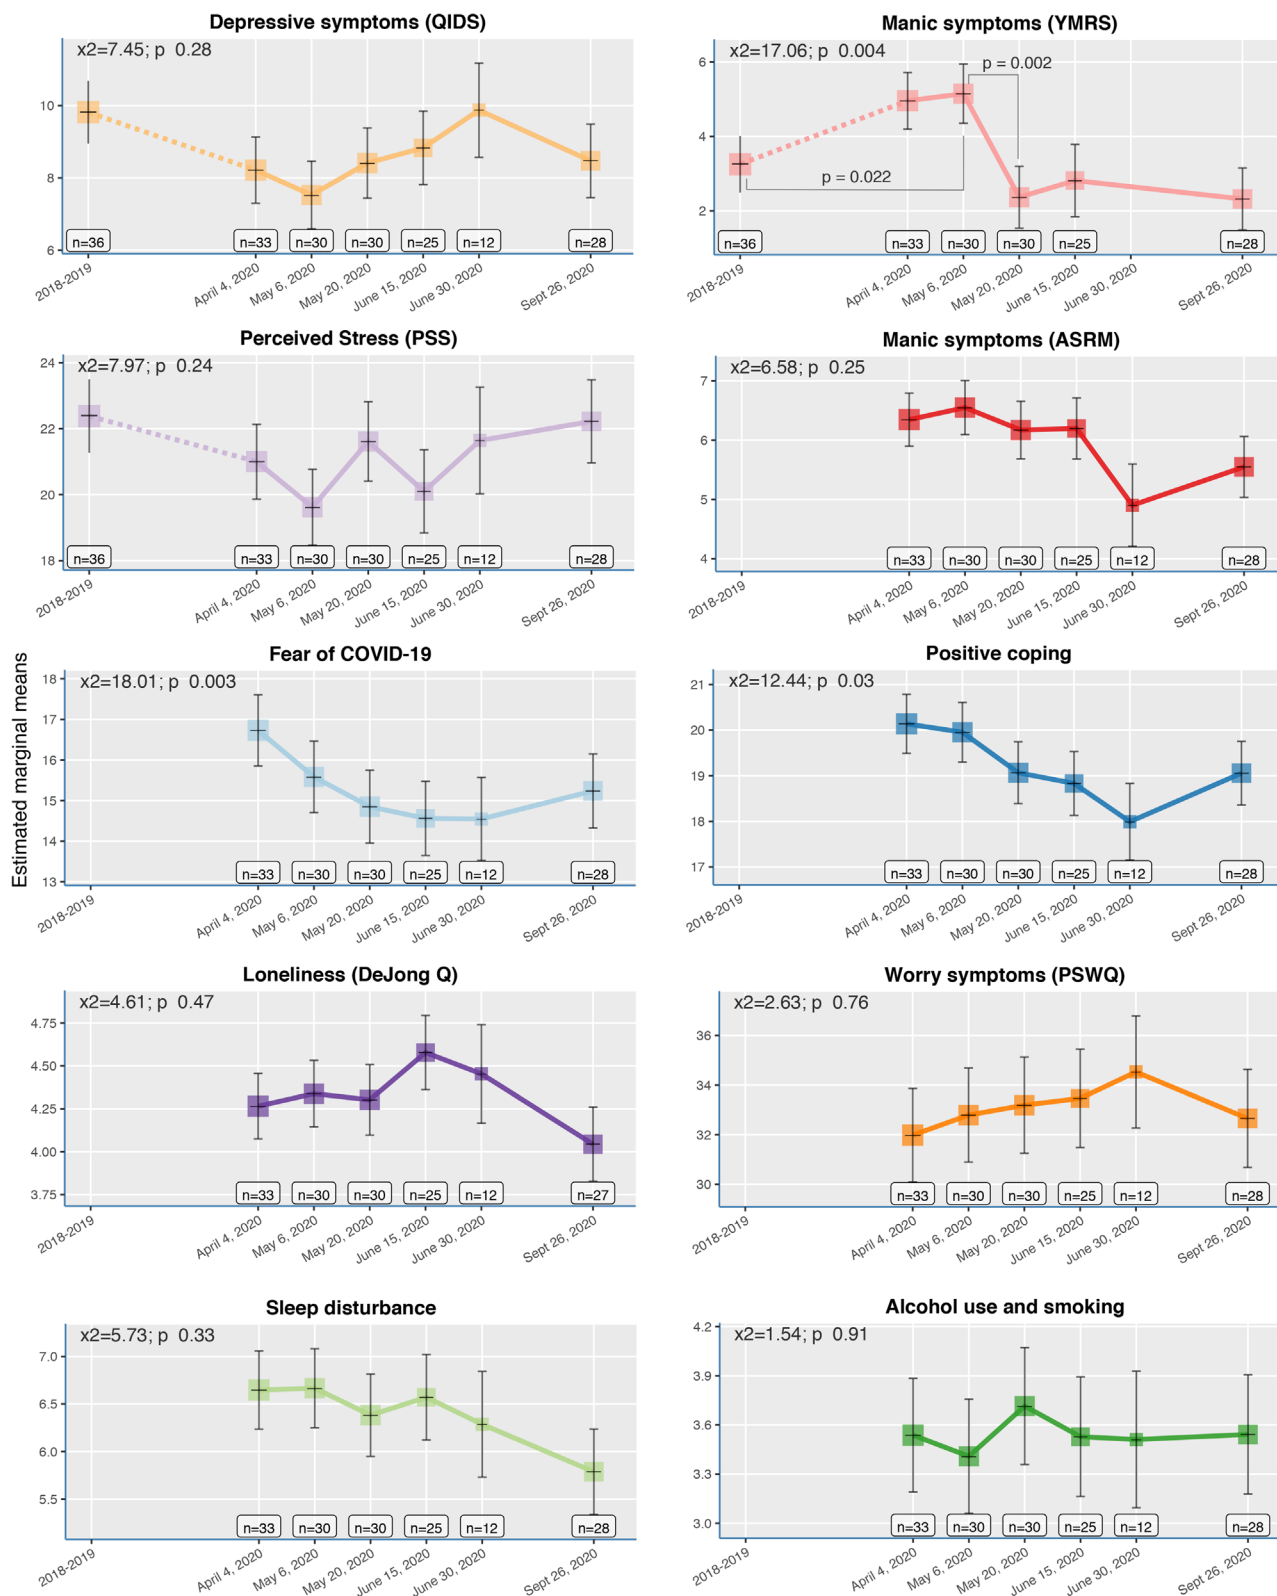 Depressive symptoms (QIDS)
x2=7.45; p 0.28
10
8
6
n=36
n=33
n=30
n=30
n=25
n=12
n=28
2018-2019
April 4, 2020
May 6, 2020
May 20, 2020
June 15, 2020
June 30, 2020
Sept 26, 2020
Manic symptoms (YMRS)
x2=17.06; p 0.004
p = 0.002
p = 0.022
6
4
2
n=36
n=33
n=30
n=30
n=25
n=28
2018-2019
April 4, 2020
May 6, 2020
May 20, 2020
June 15, 2020
June 30, 2020
Sept 26, 2020
Perceived Stress (PSS)
x2=7.97; p 0.24
24
22
20
18
n=36
n=33
n=30
n=30
n=25
n=12
n=28
2018-2019
April 4, 2020
May 6, 2020
May 20, 2020
June 15, 2020
June 30, 2020
Sept 26, 2020
Manic symptoms (ASRM)
x2=6.58; p 0.25
7
6
5
4
n=33
n=30
n=30
n=25
n=12
n=28
2018-2019
April 4, 2020
May 6, 2020
May 20, 2020
June 15, 2020
June 30, 2020
Sept 26, 2020
Estimated marginal means
Fear of COVID-19
x2=18.01; p 0.003
18
17
16
15
14
13
n=33
n=30
n=30
n=25
n=12
n=28
2018-2019
April 4, 2020
May 6, 2020
May 20, 2020
June 15, 2020
June 30, 2020
Sept 26, 2020
Positive coping
x2=12.44; p 0.03
21
20
19
18
17
n=33
n=30
n=30
n=25
n=12
n=28
2018-2019
April 4, 2020
May 6, 2020
May 20, 2020
June 15, 2020
June 30, 2020
Sept 26, 2020
Loneliness (DeJong Q)
x2=4.61; p 0.47
4.75
4.50
4.25
4.00
3.75
n=33
n=30
n=30
n=25
n=12
n=27
2018-2019
April 4, 2020
May 6, 2020
May 20, 2020
June 15, 2020
June 30, 2020
Sept 26, 2020
Worry symptoms (PSWQ)
x2=2.63; p 0.76
36
34
32
30
n=33
n=30
n=30
n=25
n=12
n=28
2018-2019
April 4, 2020
May 6, 2020
May 20, 2020
June 15, 2020
June 30, 2020
Sept 26, 2020
Sleep disturbance
x2=5.73; p 0.33
7.0
6.5
6.0
5.5
n=33
n=30
n=30
n=25
n=12
n=28
2018-2019
April 4, 2020
May 6, 2020
May 20, 2020
June 15, 2020
June 30, 2020
Sept 26, 2020
Alcohol use and smoking
x2=1.54; p 0.91
4.2
3.9
3.6
3.3
3.0
n=33
n=30
n=30
n=25
n=12
n=28
2018-2019
April 4, 2020
May 6, 2020
May 20, 2020
June 15, 2020
June 30, 2020
Sept 26, 2020